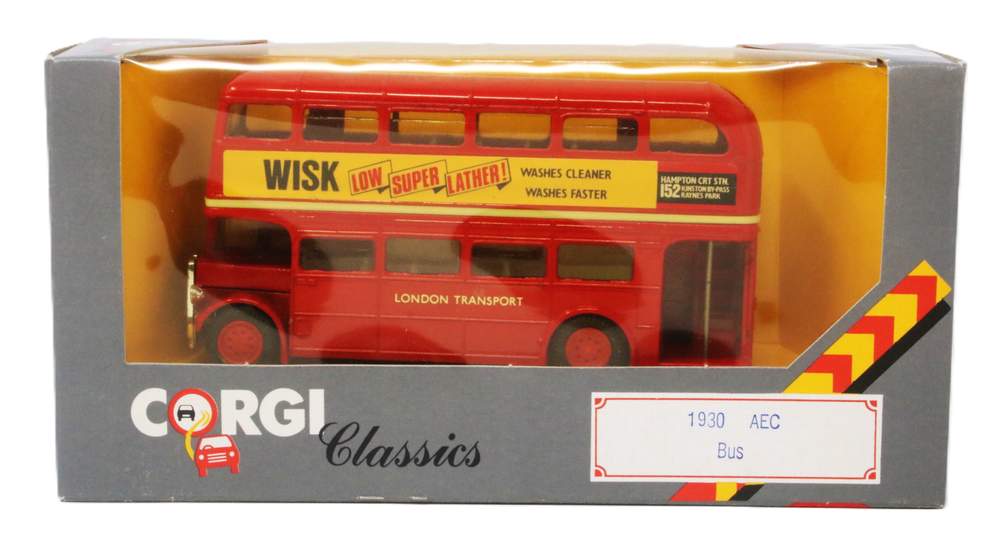 WISK LOW SUPER LATHER! WASHES CLEANER
WASHES FASTER
HAMPTON CRT STN.
152 KINSTON BY-PASS
RAYNES PARK
LONDON TRANSPORT
CORGI
Classics
1930 AEC
Bus